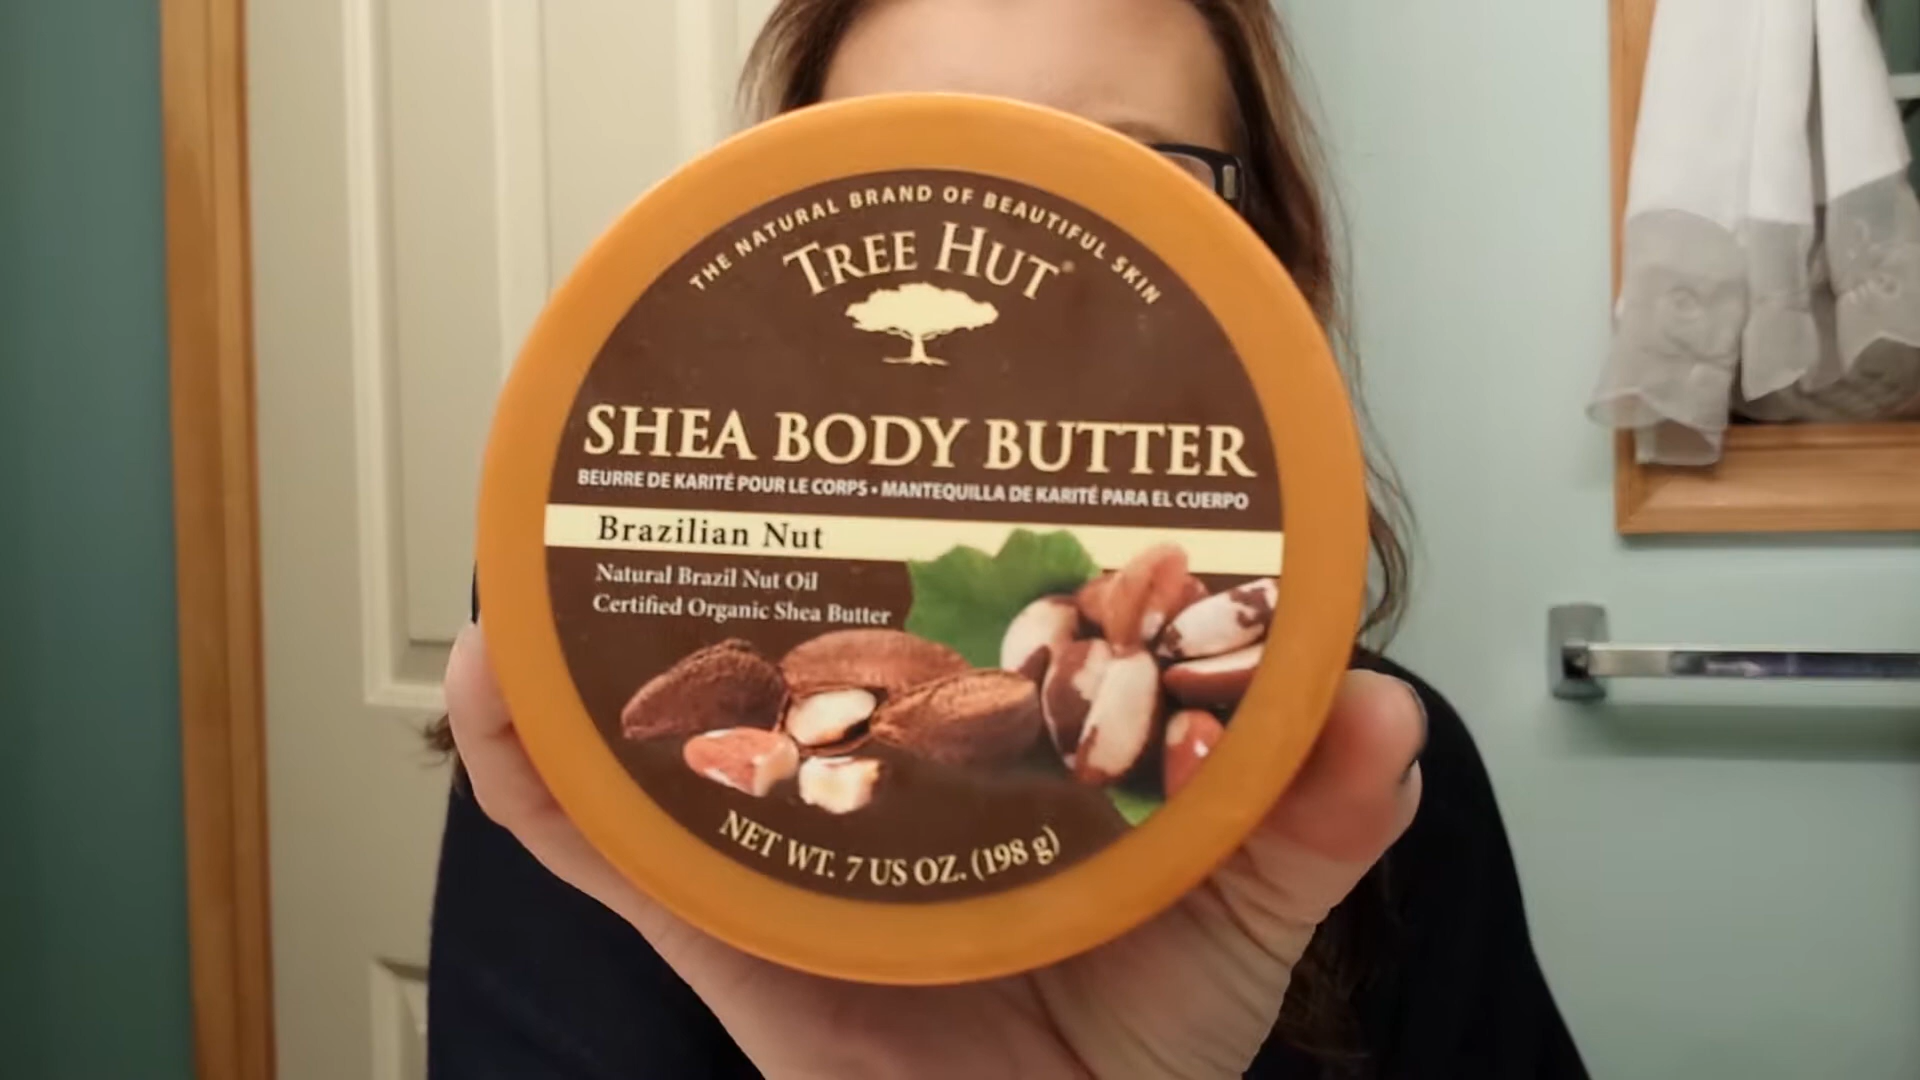 THE NATURAL BRAND OF BEAUTIFUL SKIN
TREE HUT®
SHEA BODY BUTTER
BEURRE DE KARITÉ POUR LE CORPS • MANTEQUILLA DE KARITÉ PARA EL CUERPO
Brazilian Nut
Natural Brazil Nut Oil
Certified Organic Shea Butter
NET WT. 7 US OZ. (198 g)